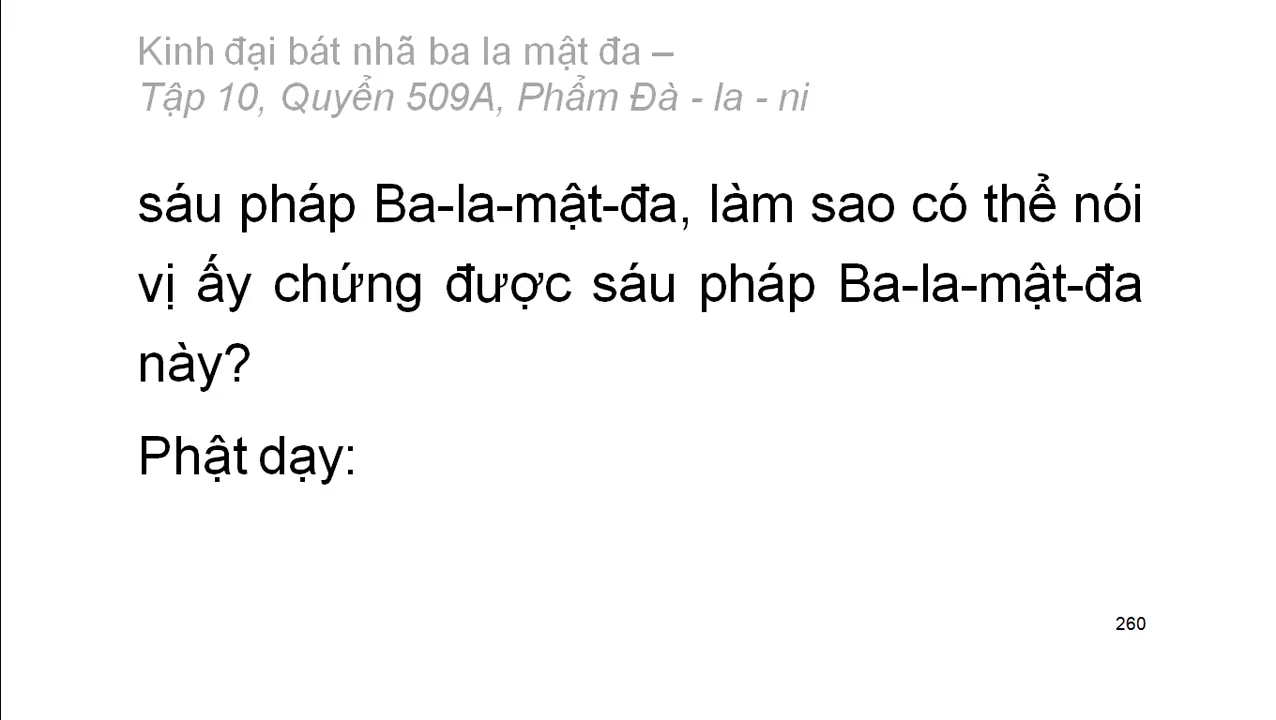 Kinh đại bát nhã ba la mật đa –
Tập 10, Quyển 509A, Phẩm Đà - la - ni
sáu pháp Ba-la-mật-đa, làm sao có thể nói
vị ấy chứng được sáu pháp Ba-la-mật-đa
này?
Phật dạy:
260